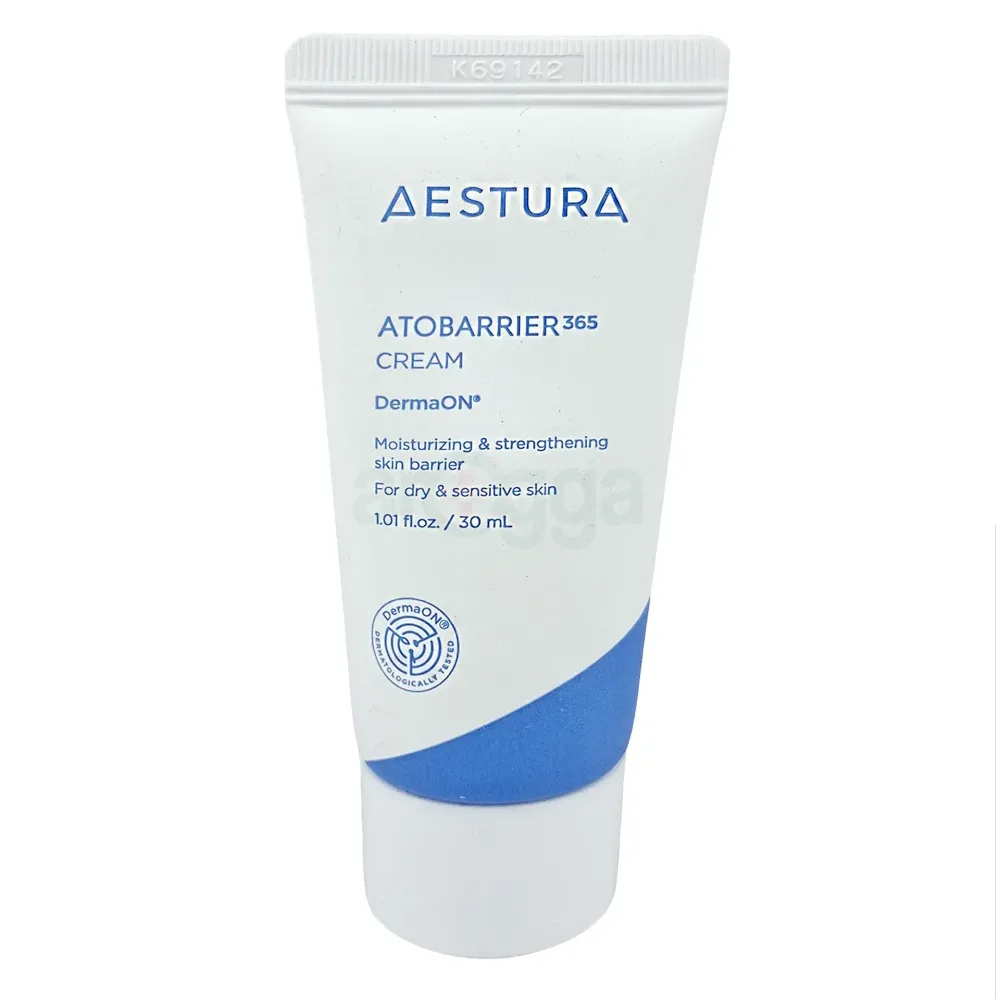 K69142
AESTURA
ATOBARRIER365
CREAM
DermaON®
Moisturizing & strengthening
skin barrier
For dry & sensitive skin
arogga
1.01 fl.oz. / 30 mL
DermaON®
DERMATOLOGICALLY TESTED